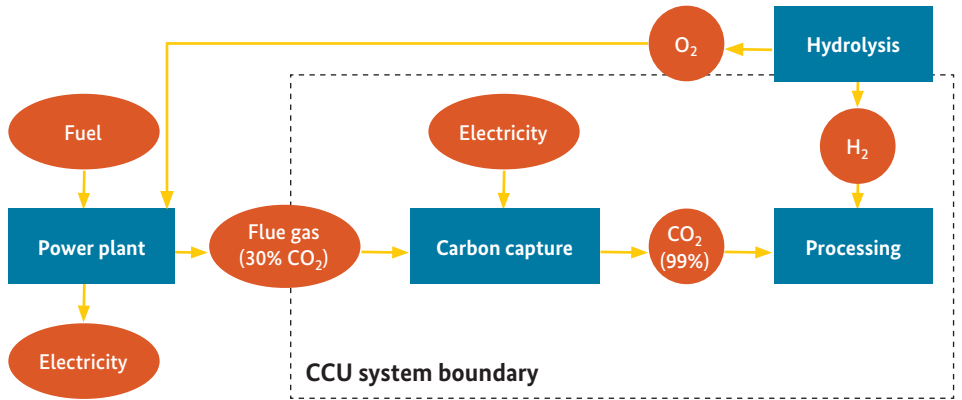 O₂
Hydrolysis
Fuel
Electricity
H₂
Power plant
Flue gas
(30% CO₂)
Carbon capture
CO₂
(99%)
Processing
Electricity
CCU system boundary